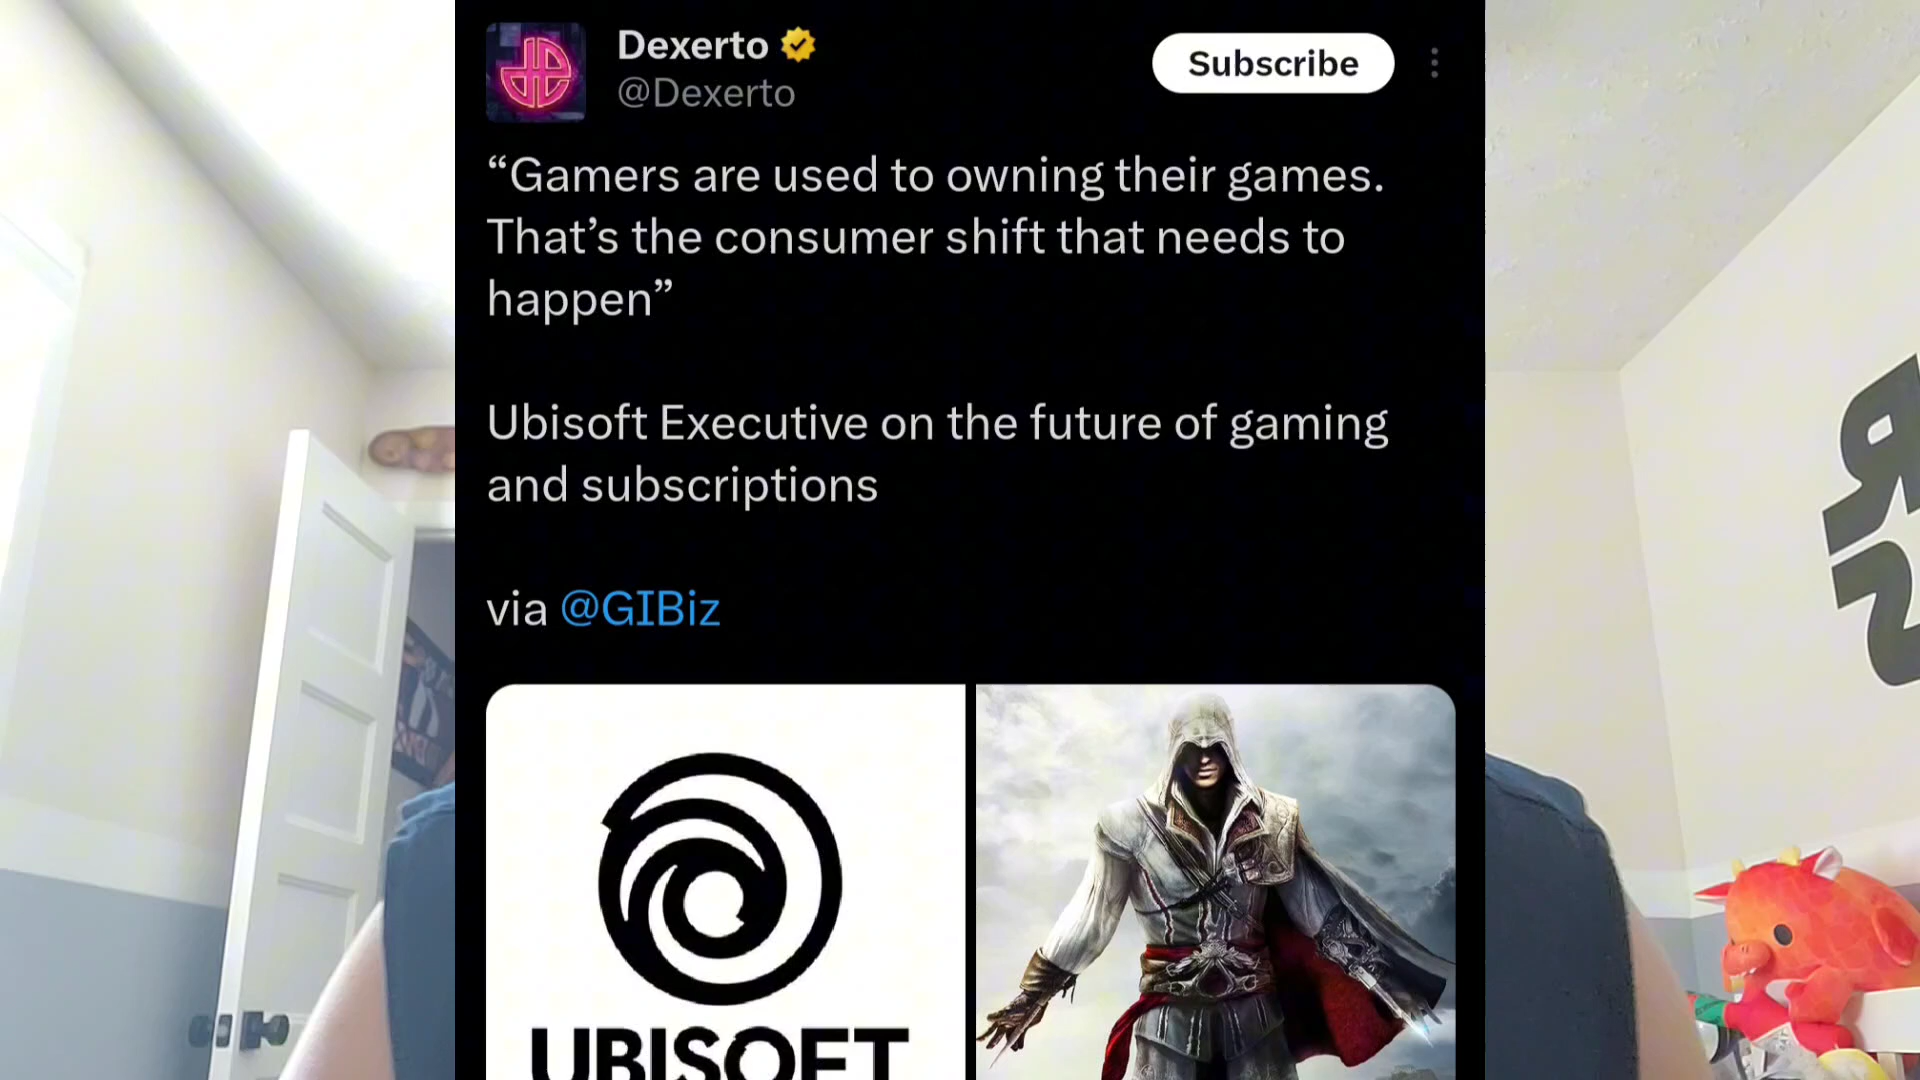 Dexerto
@Dexerto
Subscribe
“Gamers are used to owning their games.
That’s the consumer shift that needs to
happen”
Ubisoft Executive on the future of gaming
and subscriptions
via @GIBiz
UBISOFT